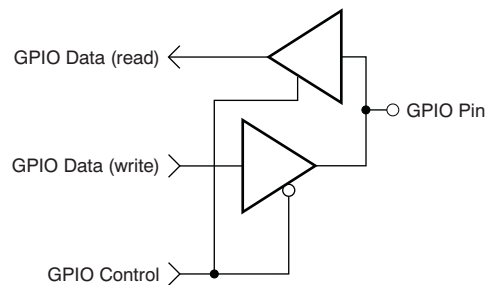 GPIO Data (read)
GPIO Pin
GPIO Data (write)
GPIO Control